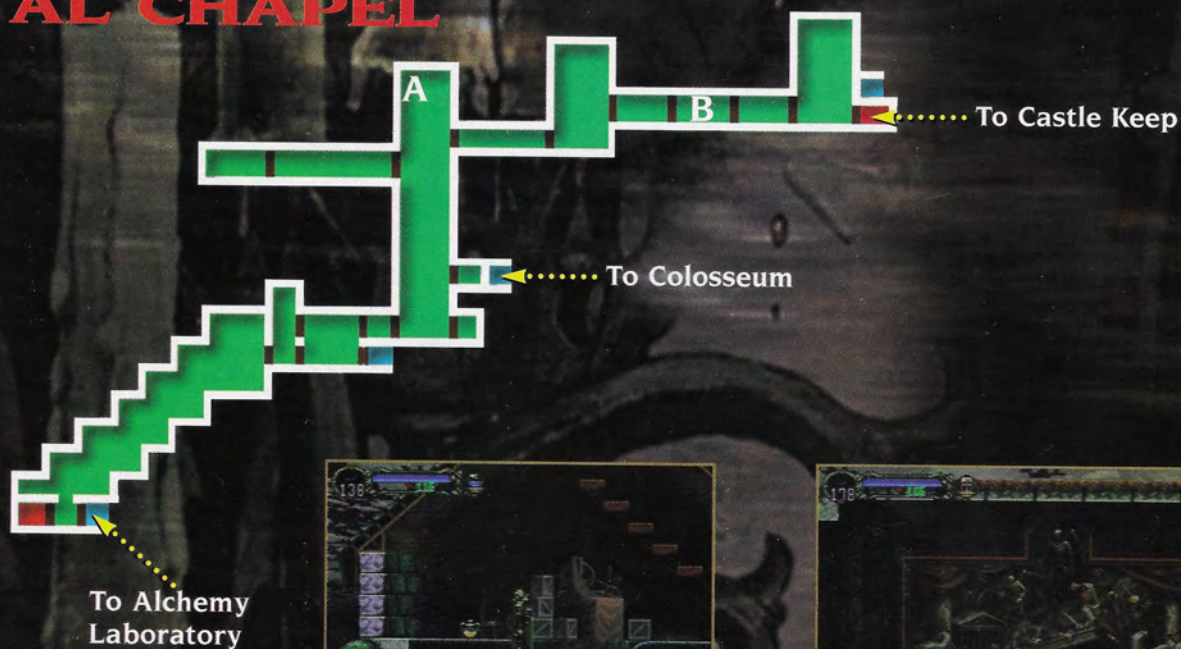 AL CHAPEL
A
B
To Castle Keep
To Colosseum
To Alchemy
Laboratory
138
178